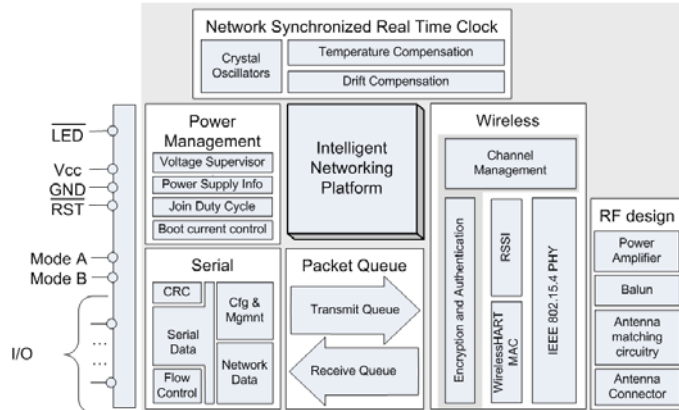 Network Synchronized Real Time Clock
Crystal
Oscillators
Temperature Compensation
Drift Compensation
LED
Vcc
GND
RST
Mode A
Mode B
I/O
....
....
Power
Management
Voltage Supervisor
Power Supply Info
Join Duty Cycle
Boot current control
Intelligent
Networking
Platform
Wireless
Channel
Management
Encryption and Authentication
RSSI
WirelessHART
MAC
IEEE 802.15.4 PHY
RF design
Power
Amplifier
Balun
Antenna
matching
circuitry
Antenna
Connector
Serial
CRC
Serial
Data
Flow
Control
Cfg &
Mgmnt
Network
Data
Packet Queue
Transmit Queue
Receive Queue